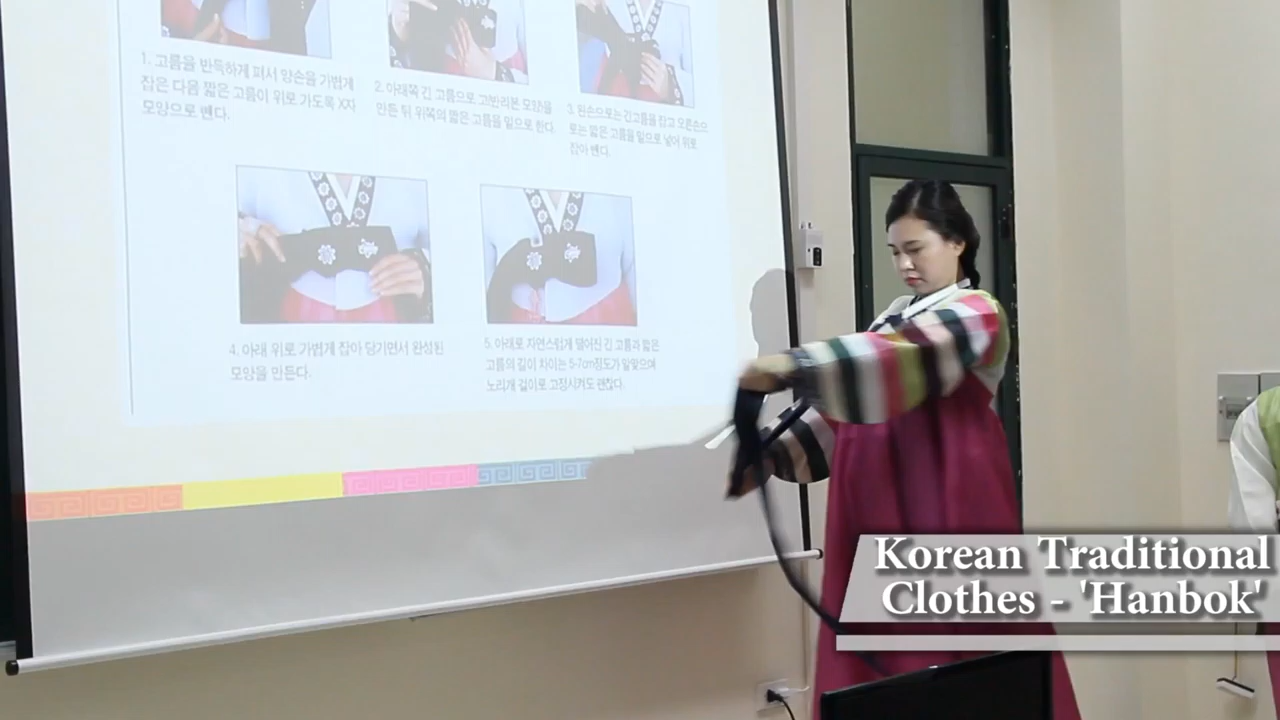 1. 고름을 반듯하게 펴서 양손을 가볍게
잡은 다음 짧은 고름이 위로 가도록 X자
모양으로 뺀다.
2. 아래쪽 긴 고름으로 고(반리본 모양)을
만든 뒤 위쪽의 짧은 고름을 밑으로 한다.
3. 왼손으로는 긴고름을 잡고 오른손으
로는 짧은 고름을 밑으로 넣어 위로
잡아 뺀다.
4. 아래 위로 가볍게 잡아 당기면서 완성된
모양을 만든다.
5. 아래로 자연스럽게 떨어진 긴 고름과 짧은
고름의 길이 차이는 5-7cm정도가 알맞으며
노리개 길이로 고정시켜도 괜찮다.
Korean Traditional
Clothes - 'Hanbok'